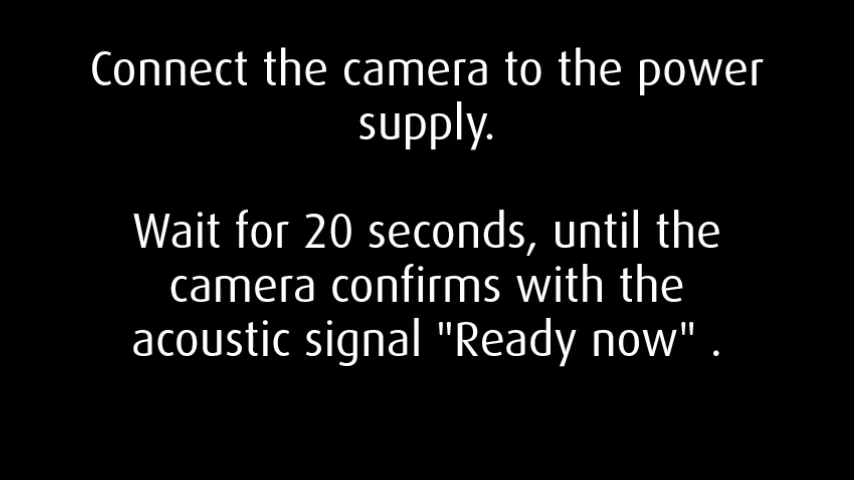 Connect the camera to the power
supply.
Wait for 20 seconds, until the
camera confirms with the
acoustic signal "Ready now" .